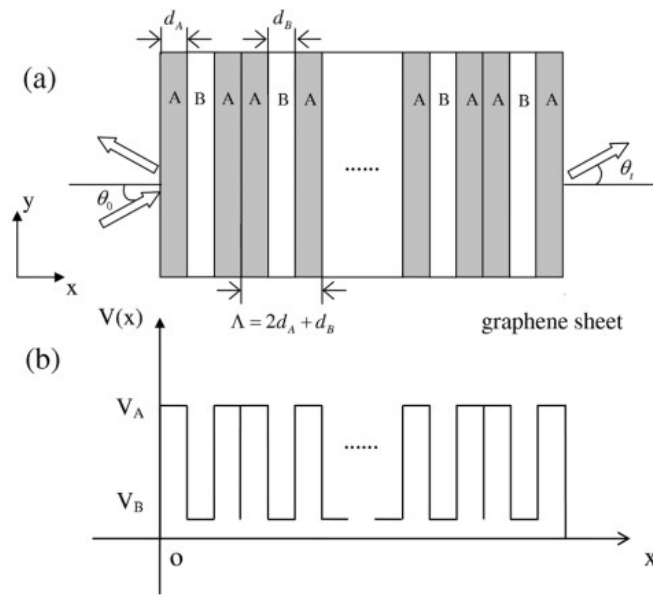 d_A d_B
(a)
A B A A B A A B A A B A
......
θ_0 θ_t
y
x
Λ = 2d_A + d_B
V(x) graphene sheet
(b)
V_A
......
V_B
o x